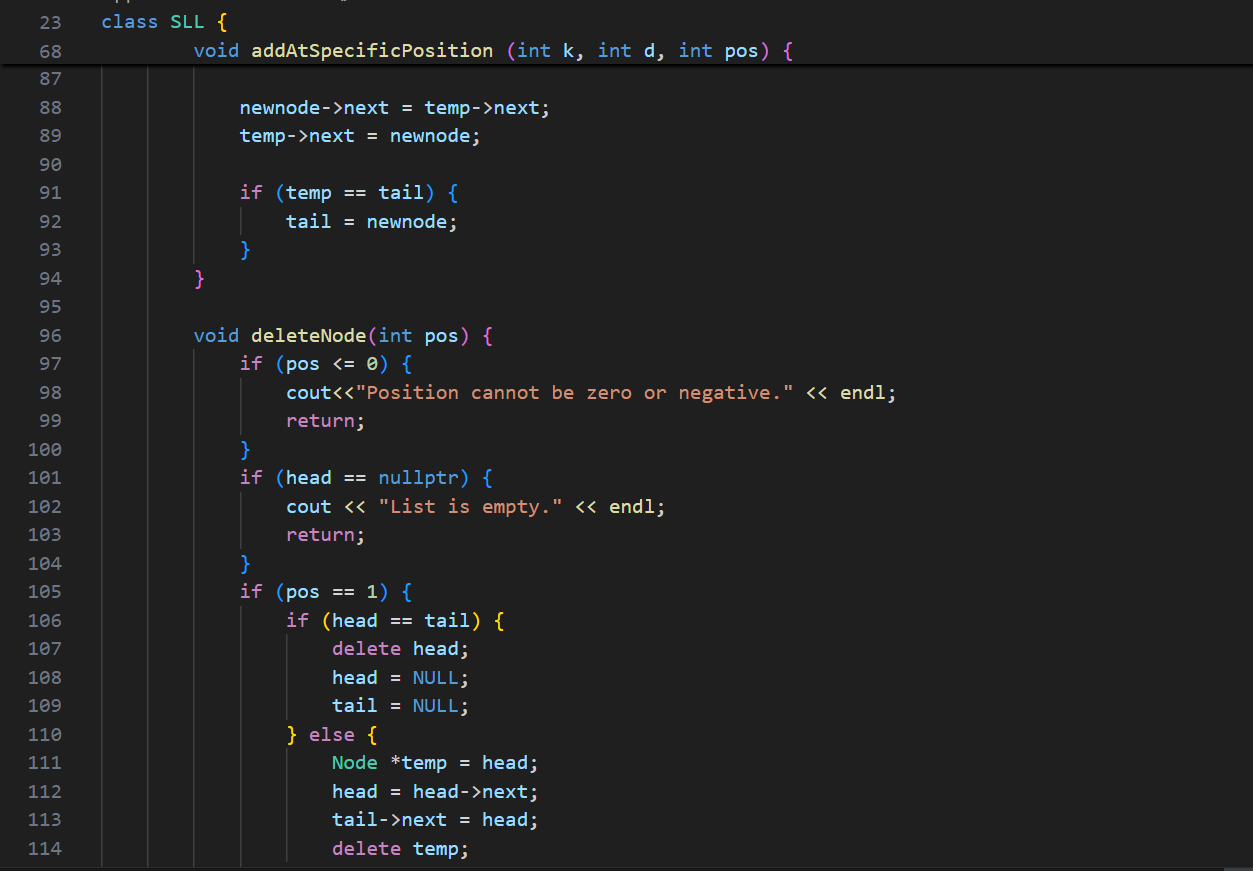 23 class SLL {
68 void addAtSpecificPosition (int k, int d, int pos) {
87
88 newnode->next = temp->next;
89 temp->next = newnode;
90
91 if (temp == tail) {
92 tail = newnode;
93 }
94 }
95
96 void deleteNode(int pos) {
97 if (pos <= 0) {
98 cout<<"Position cannot be zero or negative." << endl;
99 return;
100 }
101 if (head == nullptr) {
102 cout << "List is empty." << endl;
103 return;
104 }
105 if (pos == 1) {
106 if (head == tail) {
107 delete head;
108 head = NULL;
109 tail = NULL;
110 } else {
111 Node *temp = head;
112 head = head->next;
113 tail->next = head;
114 delete temp;